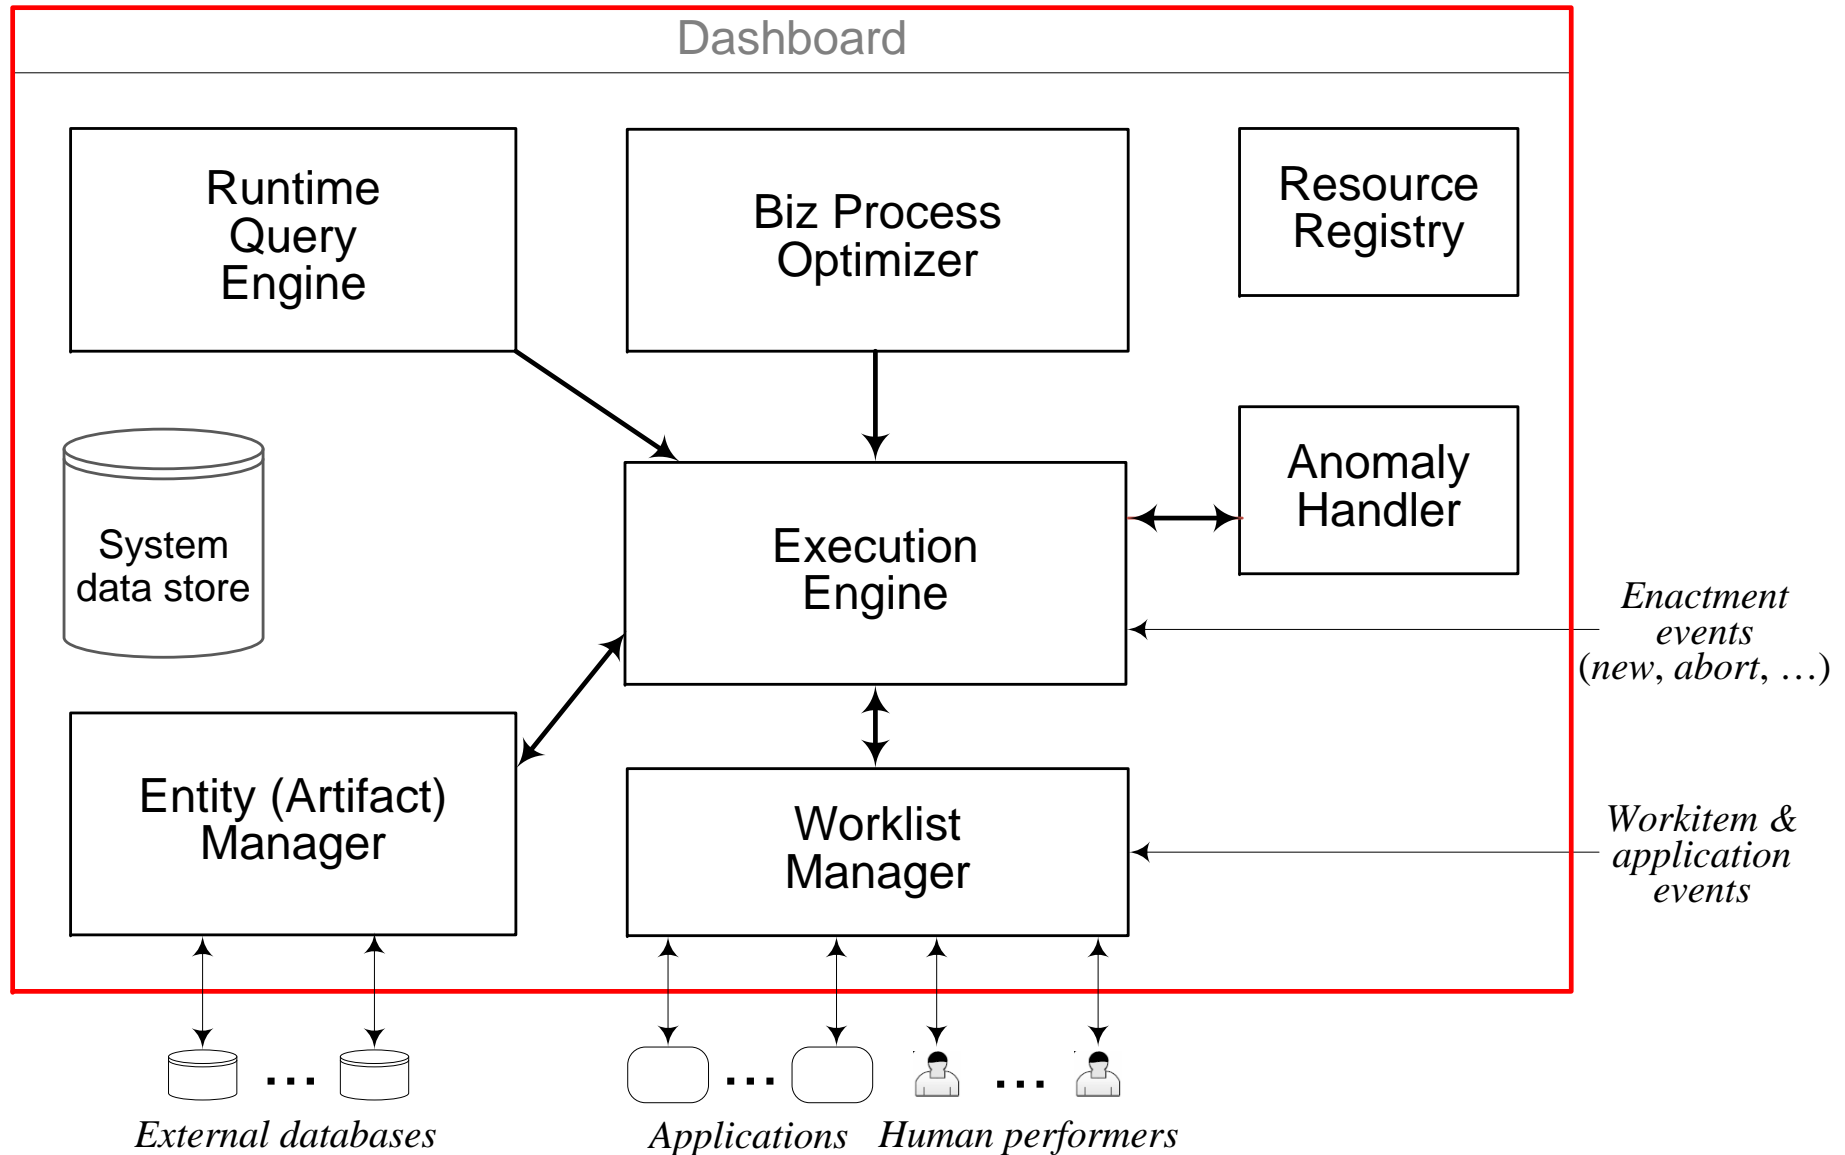 Dashboard
Runtime
Query
Engine
Biz Process
Optimizer
Resource
Registry
System
data store
Execution
Engine
Anomaly
Handler
Enactment
events
(new, abort, …)
Entity (Artifact)
Manager
Worklist
Manager
Workitem &
application
events
...
...
...
External databases
Applications
Human performers